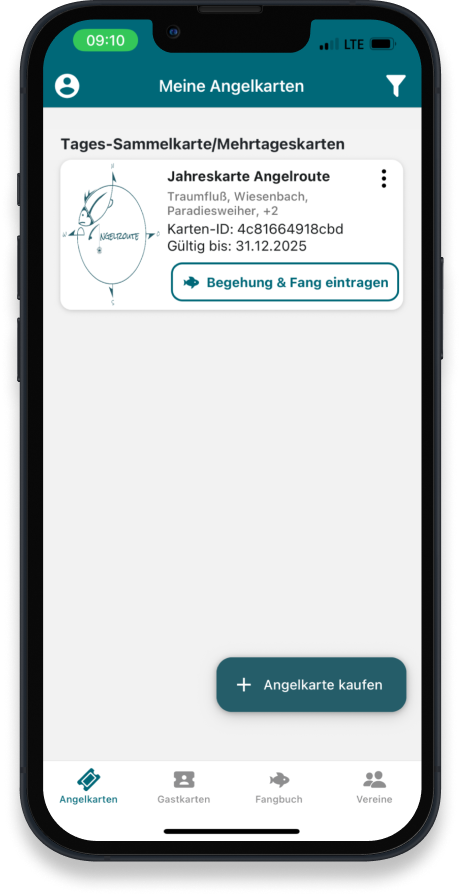 09:10
LTE
Meine Angelkarten
Tages-Sammelkarte/Mehrtageskarten
Jahreskarte Angelroute
Traumfluß, Wiesenbach,
Paradiesweiher, +2
Karten-ID: 4c81664918cbd
Gültig bis: 31.12.2025
N
W
ANGELROUTE
O
S
Begehung & Fang eintragen
+ Angelkarte kaufen
Angelkarten
Gastkarten
Fangbuch
Vereine